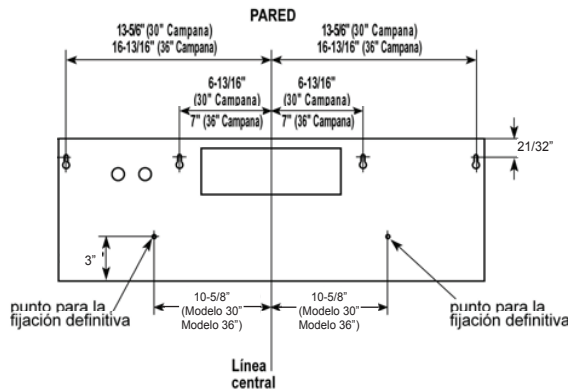 PARED
13-5/6" (30" Campana)
16-13/16" (36" Campana)
13-5/6" (30" Campana)
16-13/16" (36" Campana)
6-13/16"
(30" Campana)
7" (36" Campana)
6-13/16"
(30" Campana)
7" (36" Campana)
21/32"
3"
10-5/8"
(Modelo 30"
Modelo 36")
10-5/8"
(Modelo 30"
Modelo 36")
punto para la
fijación definitiva
punto para la
fijación definitiva
Línea
central